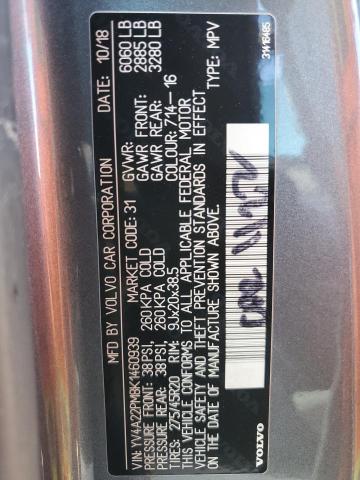 MFD BY VOLVO CAR CORPORATION DATE: 10/18
GVWR: 6060 LB
GAWR FRONT: 2885 LB
MARKET CODE: 31 GAWR REAR: 3280 LB
VIN: YV4A22PM8K1460939 COLOUR: 714--16
PRESSURE FRONT: 38PSI, 260KPA COLD
PRESSURE REAR: 38PSI, 260KPA COLD TYPE: MPV
TIRES: 275/45R20 RIM: 9Jx20x38.5
THIS VEHICLE CONFORMS TO ALL APPLICABLE FEDERAL MOTOR
VEHICLE SAFETY AND THEFT PREVENTION STANDARDS IN EFFECT
ON THE DATE OF MANUFACTURE SHOWN ABOVE.
VOLVO
31416485